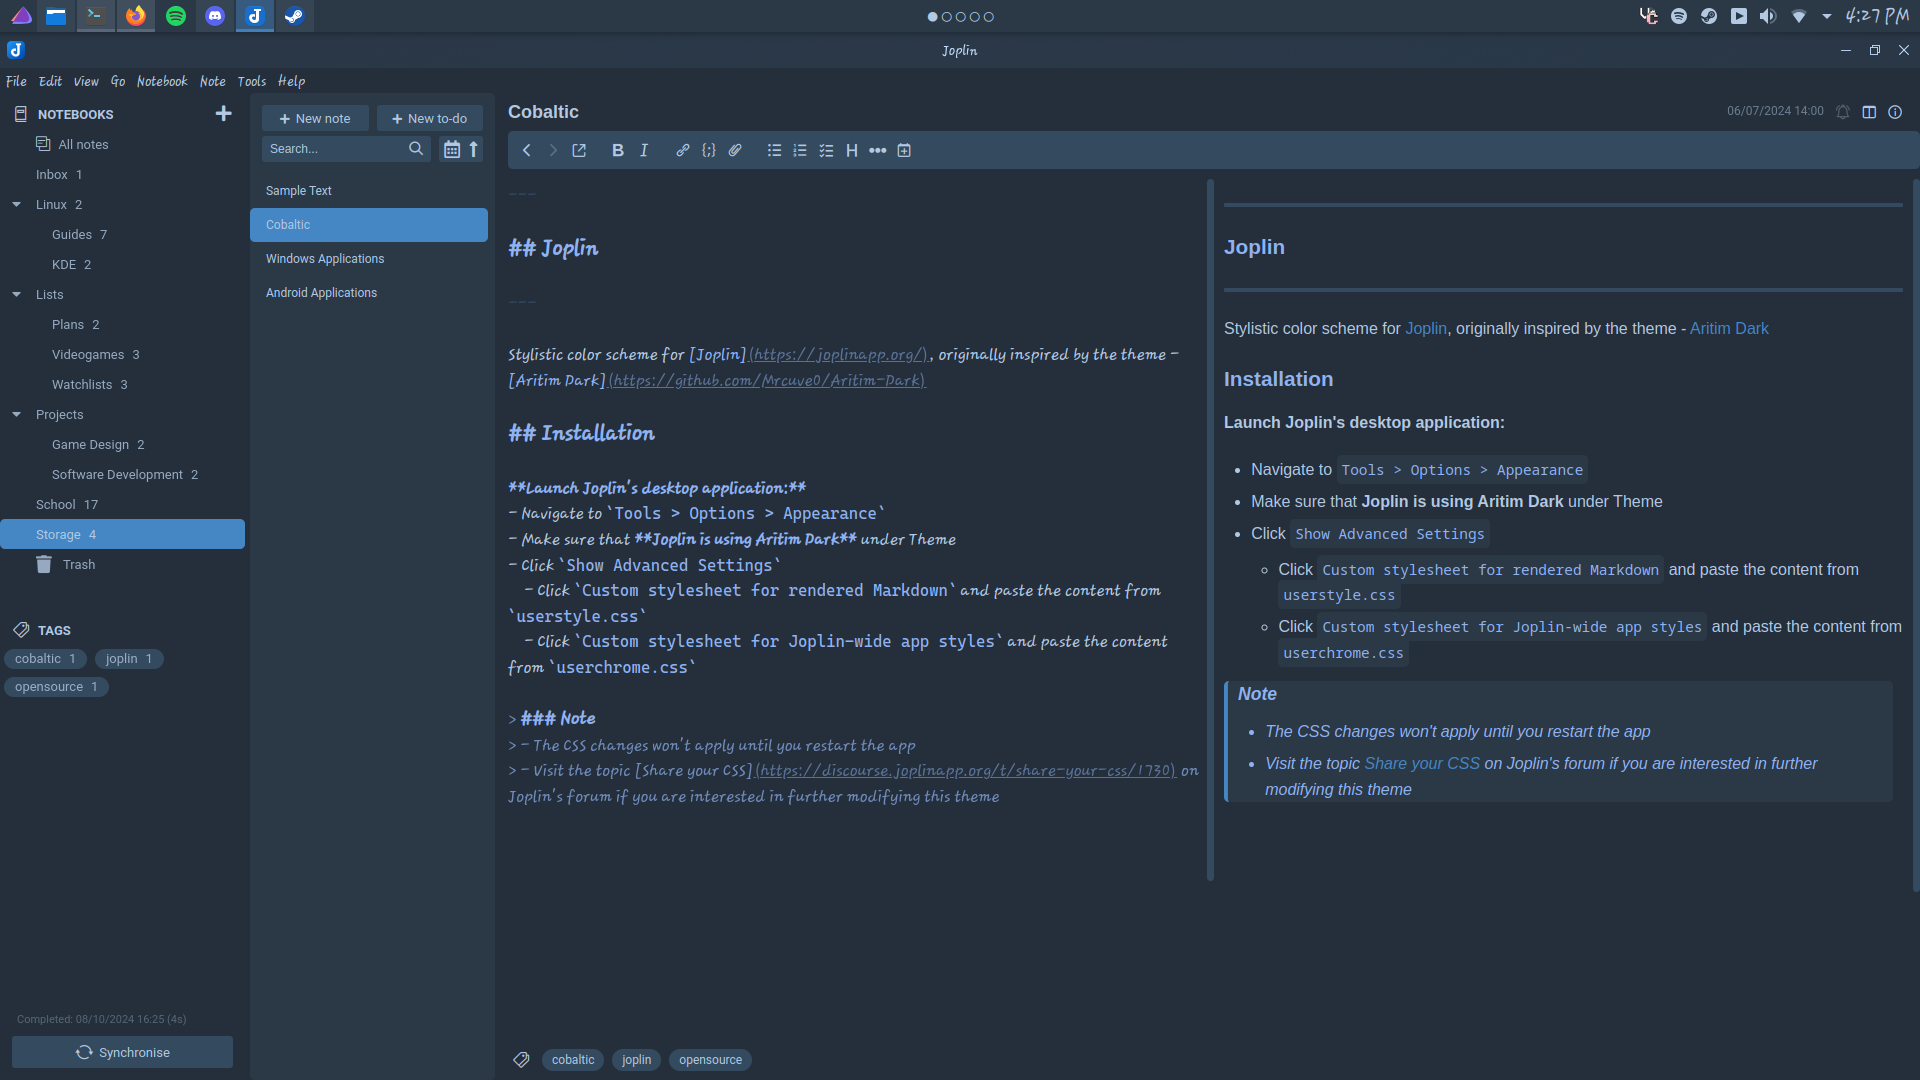 4:27 PM
Joplin
File Edit View Go Notebook Note Tools Help
NOTEBOOKS
All notes
Inbox 1
Linux 2
Guides 7
KDE 2
Lists
Plans 2
Videogames 3
Watchlists 3
Projects
Game Design 2
Software Development 2
School 17
Storage 4
Trash
TAGS
cobaltic 1 joplin 1
opensource 1
Completed: 08/10/2024 16:25 (4s)
Synchronise
New note New to-do
Search...
Sample Text
Cobaltic
Windows Applications
Android Applications
Cobaltic
06/07/2024 14:00
B I {;} H
---
## Joplin
---
Stylistic color scheme for [Joplin](https://joplinapp.org/), originally inspired by the theme -
[Aritim Dark](https://github.com/Mrcuve0/Aritim-Dark)
## Installation
**Launch Joplin's desktop application:**
- Navigate to `Tools > Options > Appearance`
- Make sure that **Joplin is using Aritim Dark** under Theme
- Click `Show Advanced Settings`
- Click `Custom stylesheet for rendered Markdown` and paste the content from
`userstyle.css`
- Click `Custom stylesheet for Joplin-wide app styles` and paste the content
from `userchrome.css`
> ### Note
> - The CSS changes won't apply until you restart the app
> - Visit the topic [Share your CSS](https://discourse.joplinapp.org/t/share-your-css/1730) on
Joplin's forum if you are interested in further modifying this theme
Joplin
Stylistic color scheme for Joplin, originally inspired by the theme - Aritim Dark
Installation
Launch Joplin's desktop application:
• Navigate to Tools > Options > Appearance
• Make sure that Joplin is using Aritim Dark under Theme
• Click Show Advanced Settings
◦ Click Custom stylesheet for rendered Markdown and paste the content from
userstyle.css
◦ Click Custom stylesheet for Joplin-wide app styles and paste the content from
userchrome.css
Note
• The CSS changes won't apply until you restart the app
• Visit the topic Share your CSS on Joplin's forum if you are interested in further
modifying this theme
cobaltic joplin opensource